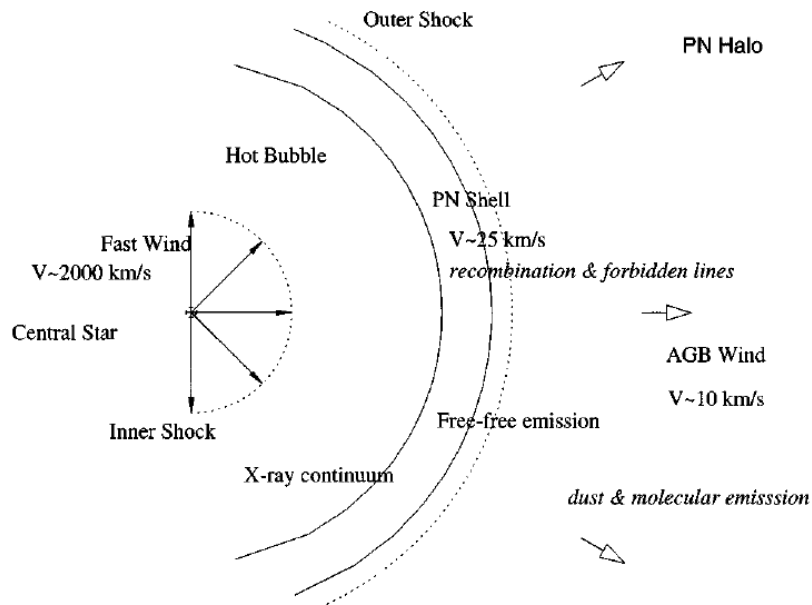 Outer Shock
PN Halo
Hot Bubble
PN Shell
Fast Wind
V~25 km/s
V~2000 km/s
recombination & forbidden lines
Central Star
AGB Wind
V~10 km/s
Free-free emission
Inner Shock
X-ray continuum
dust & molecular emisssion